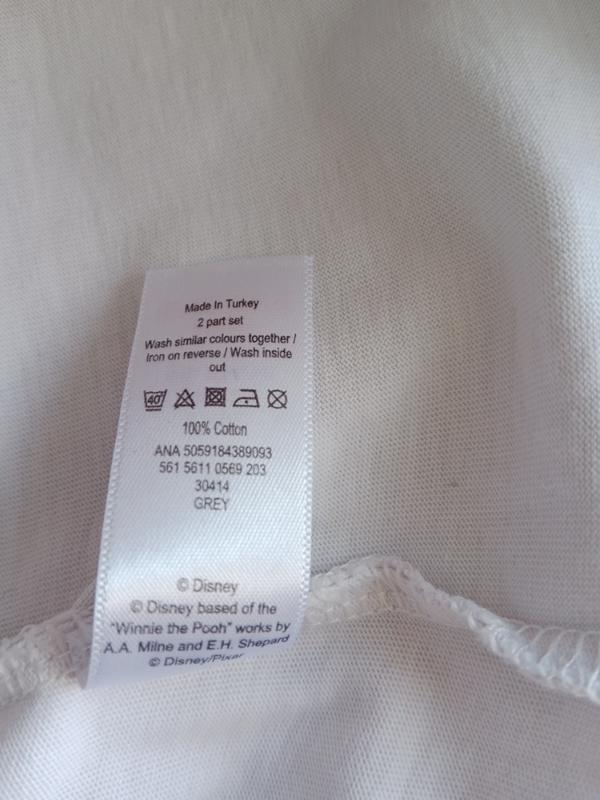 Made In Turkey
2 part set
Wash similar colours together /
Iron on reverse / Wash inside
out
40
100% Cotton
ANA 5059184389093
561 5611 0569 203
30414
GREY
© Disney
© Disney based of the
"Winnie the Pooh" works by
A.A. Milne and E.H. Shepard
© Disney/Pixar